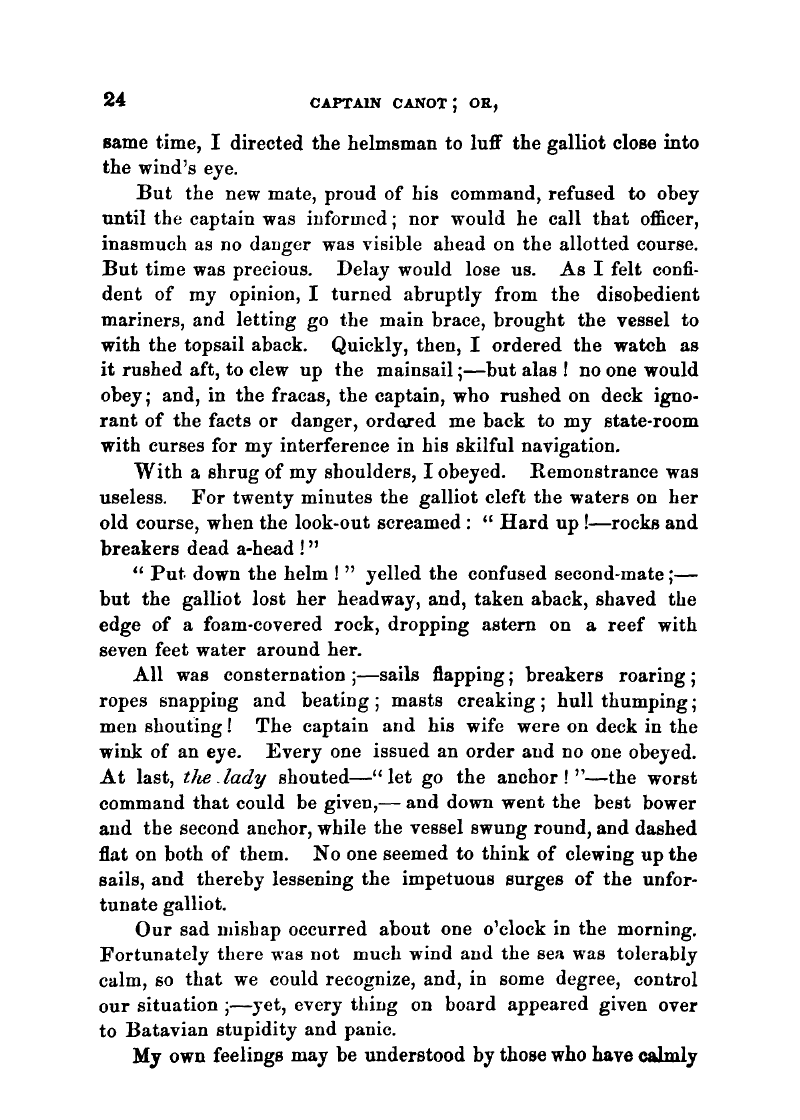 24 CAPTAIN CANOT; OR,
same time, I directed the helmsman to luff the galliot close into
the wind's eye.
But the new mate, proud of his command, refused to obey
until the captain was informed; nor would he call that officer,
inasmuch as no danger was visible ahead on the allotted course.
But time was precious. Delay would lose us. As I felt confi-
dent of my opinion, I turned abruptly from the disobedient
mariners, and letting go the main brace, brought the vessel to
with the topsail aback. Quickly, then, I ordered the watch as
it rushed aft, to clew up the mainsail;—but alas! no one would
obey; and, in the fracas, the captain, who rushed on deck igno-
rant of the facts or danger, ordered me back to my state-room
with curses for my interference in his skilful navigation.
With a shrug of my shoulders, I obeyed. Remonstrance was
useless. For twenty minutes the galliot cleft the waters on her
old course, when the look-out screamed: "Hard up!—rocks and
breakers dead a-head!"
"Put down the helm!" yelled the confused second-mate;—
but the galliot lost her headway, and, taken aback, shaved the
edge of a foam-covered rock, dropping astern on a reef with
seven feet water around her.
All was consternation;—sails flapping; breakers roaring;
ropes snapping and beating; masts creaking; hull thumping;
men shouting! The captain and his wife were on deck in the
wink of an eye. Every one issued an order and no one obeyed.
At last, the lady shouted—"let go the anchor!"—the worst
command that could be given,—and down went the best bower
and the second anchor, while the vessel swung round, and dashed
flat on both of them. No one seemed to think of clewing up the
sails, and thereby lessening the impetuous surges of the unfor-
tunate galliot.
Our sad mishap occurred about one o'clock in the morning.
Fortunately there was not much wind and the sea was tolerably
calm, so that we could recognize, and, in some degree, control
our situation;—yet, every thing on board appeared given over
to Batavian stupidity and panic.
My own feelings may be understood by those who have calmly